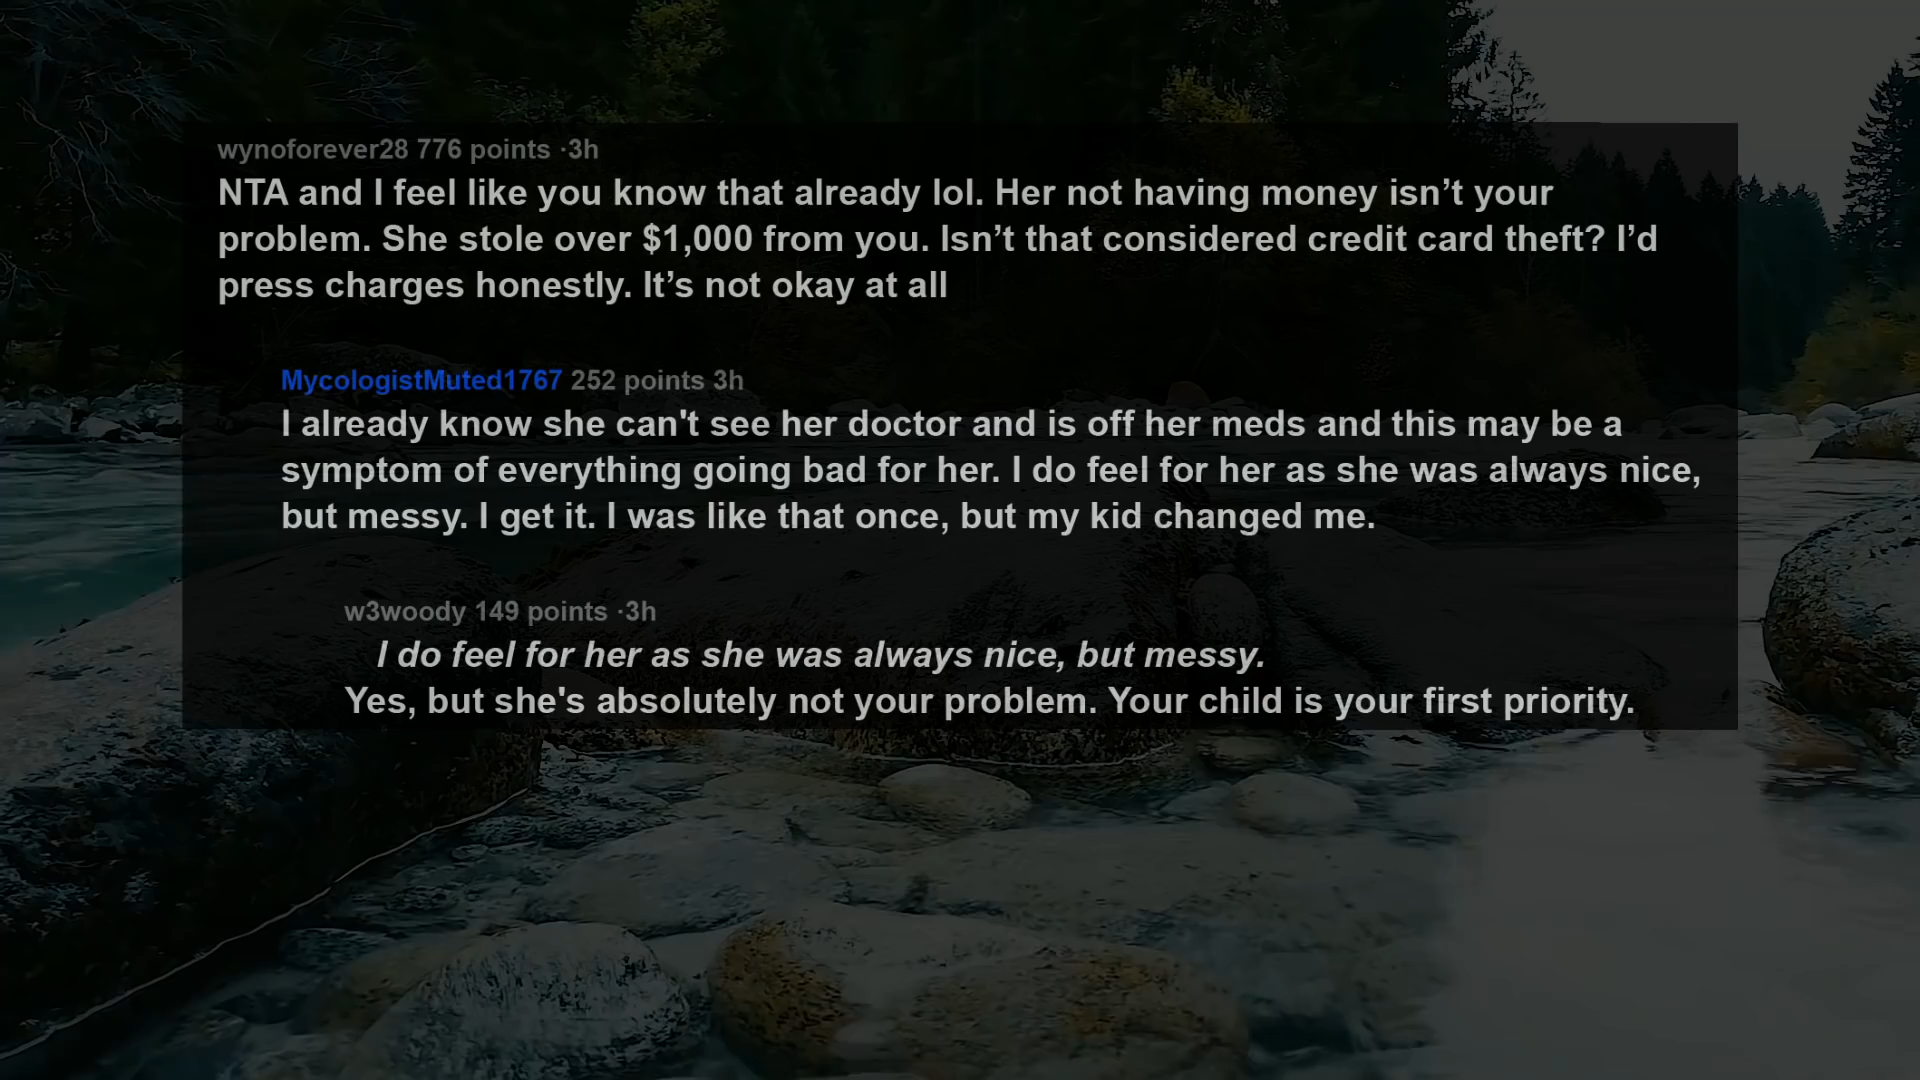 wynoforever28 776 points ·3h
NTA and I feel like you know that already lol. Her not having money isn’t your
problem. She stole over $1,000 from you. Isn’t that considered credit card theft? I’d
press charges honestly. It’s not okay at all
MycologistMuted1767 252 points 3h
I already know she can't see her doctor and is off her meds and this may be a
symptom of everything going bad for her. I do feel for her as she was always nice,
but messy. I get it. I was like that once, but my kid changed me.
w3woody 149 points ·3h
I do feel for her as she was always nice, but messy.
Yes, but she's absolutely not your problem. Your child is your first priority.